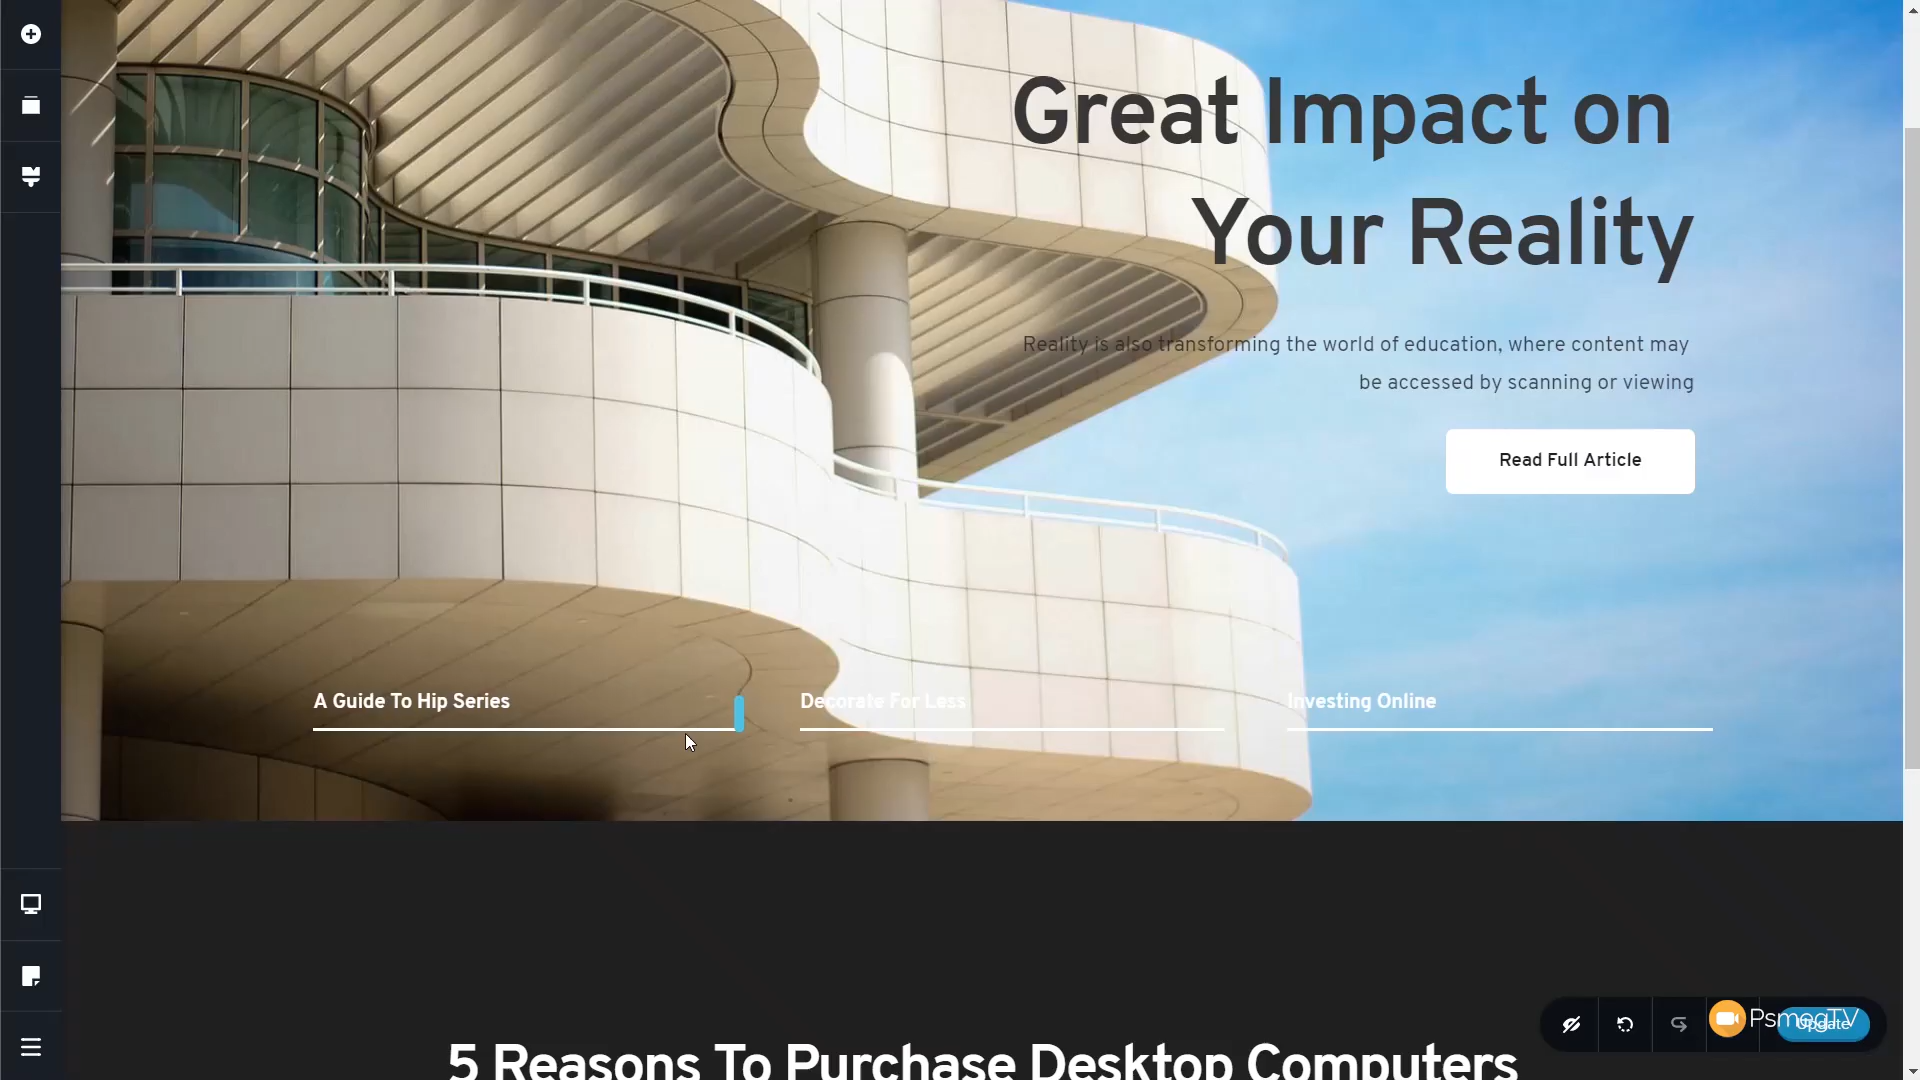 Great Impact on
Your Reality
Reality is also transforming the world of education, where content may
be accessed by scanning or viewing
Read Full Article
A Guide To Hip Series
Decorate For Less
Investing Online
5 Reasons To Purchase Desktop Computers
PsmegTV
Update